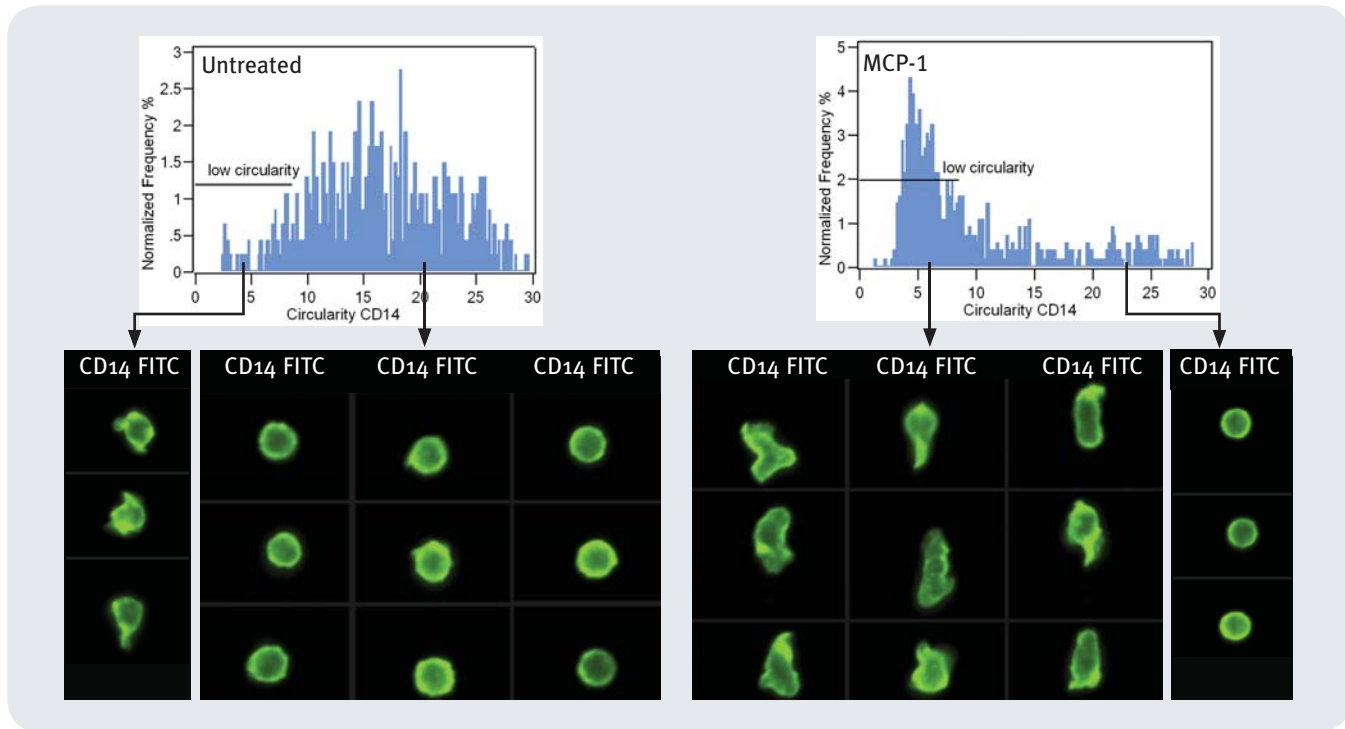 Untreated
Normalized Frequency %
3
2.5
2
1.5
1
.5
0
low circularity
0 5 10 15 20 25 30
Circularity CD14
MCP-1
Normalized Frequency %
5
4
3
2
1
0
low circularity
0 5 10 15 20 25 30
Circularity CD14
CD14 FITC
CD14 FITC CD14 FITC CD14 FITC
CD14 FITC CD14 FITC CD14 FITC
CD14 FITC